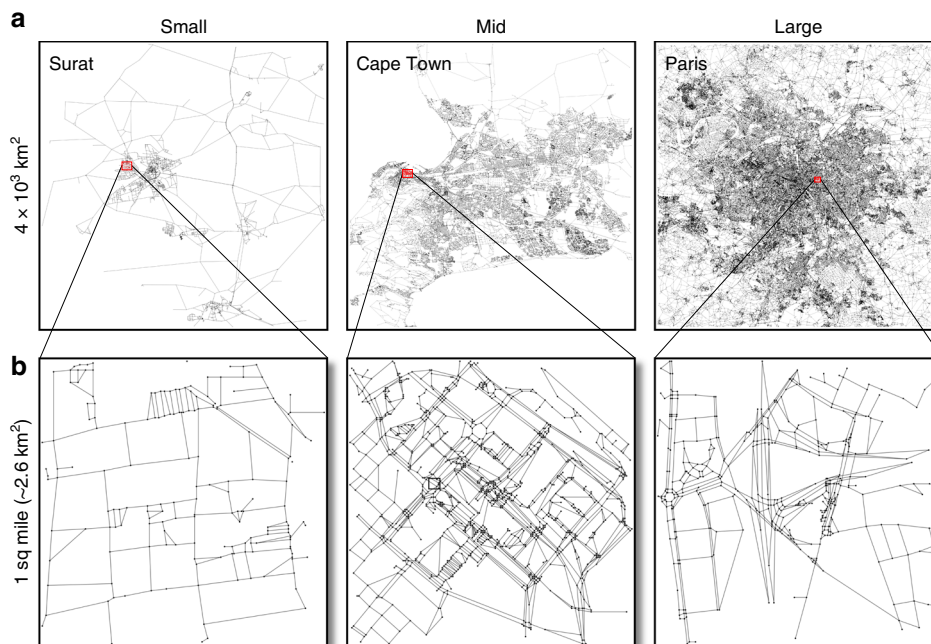 a
Small
Mid
Large
Surat
Cape Town
Paris
4 × 10³ km²
b
1 sq mile (~2.6 km²)